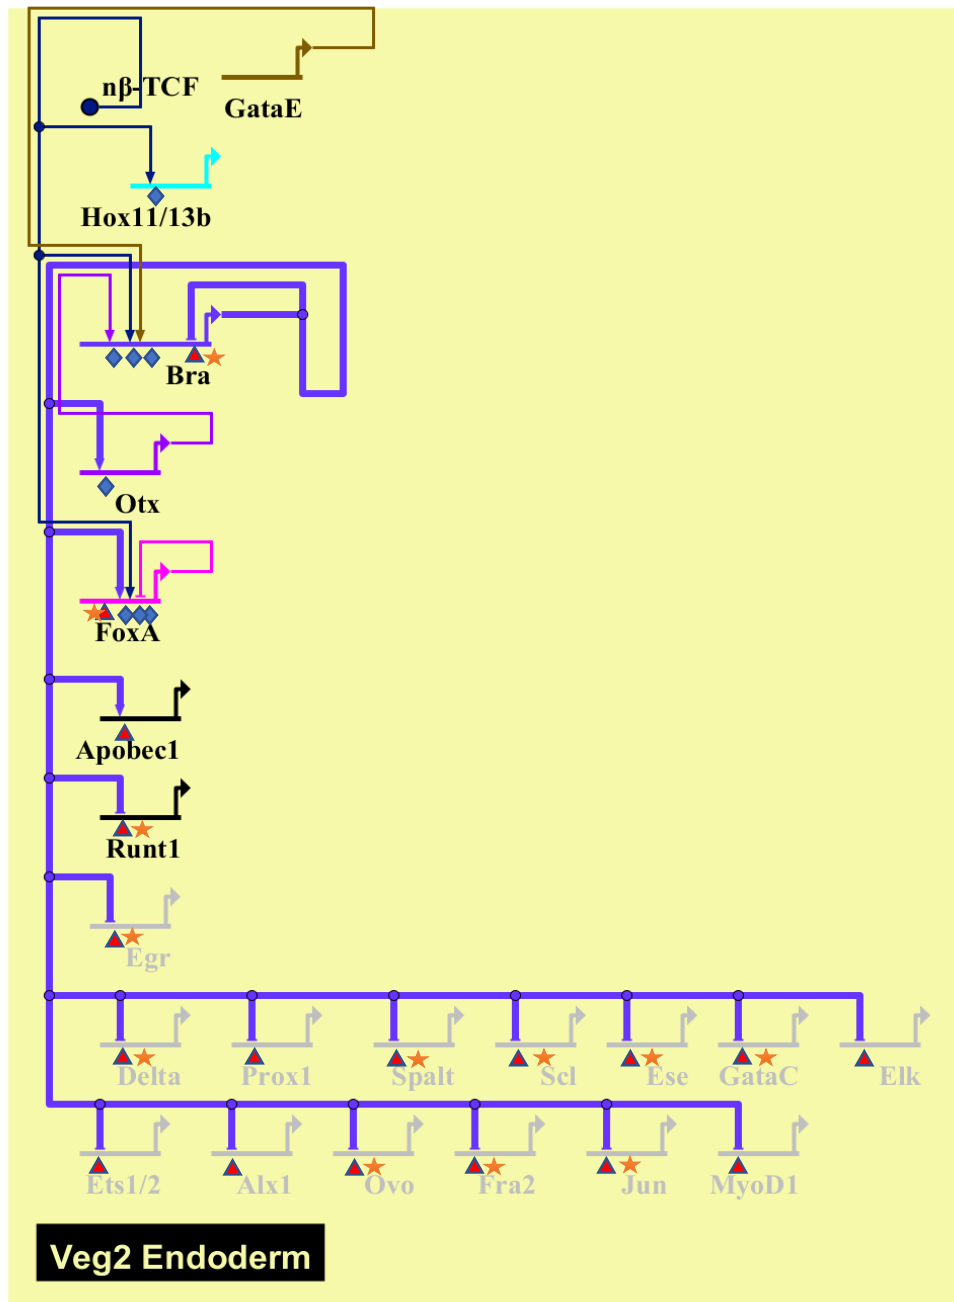 nβ-TCF
GataE
Hox11/13b
Bra
Otx
FoxA
Apobec1
Runt1
Egr
Delta Prox1 Spalt Scl Ese GataC Elk
Ets1/2 Alx1 Ovo Fra2 Jun MyoD1
Veg2 Endoderm